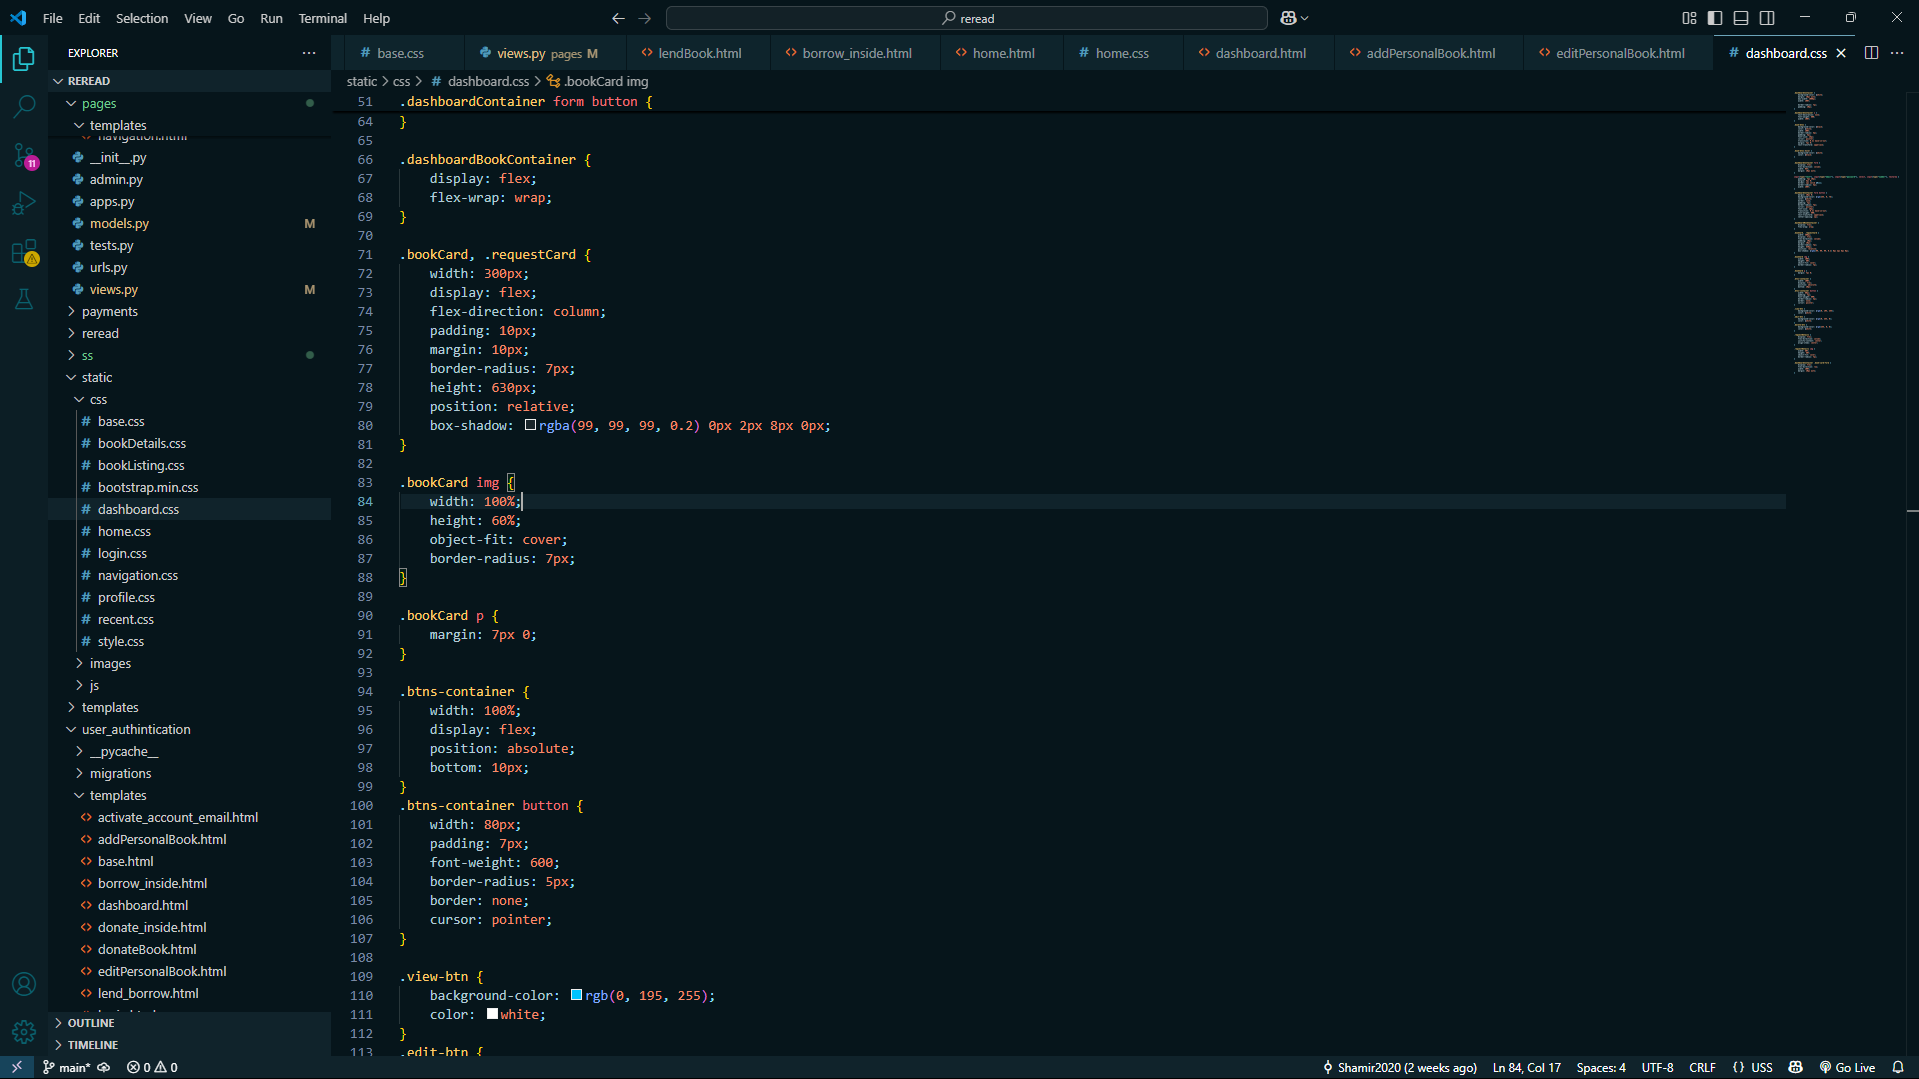 File Edit Selection View Go Run Terminal Help
reread
EXPLORER
base.css
views.py pages M
lendBook.html
borrow_inside.html
home.html
home.css
dashboard.html
addPersonalBook.html
editPersonalBook.html
dashboard.css
REREAD
static > css > # dashboard.css > .bookCard img
pages
templates
navigation.html
__init__.py
admin.py
apps.py
models.py M
tests.py
urls.py
views.py M
payments
reread
ss
static
css
# base.css
# bookDetails.css
# bookListing.css
# bootstrap.min.css
# dashboard.css
# home.css
# login.css
# navigation.css
# profile.css
# recent.css
# style.css
images
js
templates
user_authintication
__pycache__
migrations
templates
activate_account_email.html
addPersonalBook.html
base.html
borrow_inside.html
dashboard.html
donate_inside.html
donateBook.html
editPersonalBook.html
lend_borrow.html
OUTLINE
TIMELINE
11
51 .dashboardContainer form button {
64 }
65
66 .dashboardBookContainer {
67 display: flex;
68 flex-wrap: wrap;
69 }
70
71 .bookCard, .requestCard {
72 width: 300px;
73 display: flex;
74 flex-direction: column;
75 padding: 10px;
76 margin: 10px;
77 border-radius: 7px;
78 height: 630px;
79 position: relative;
80 box-shadow: rgba(99, 99, 99, 0.2) 0px 2px 8px 0px;
81 }
82
83 .bookCard img {
84 width: 100%;
85 height: 60%;
86 object-fit: cover;
87 border-radius: 7px;
88 }
89
90 .bookCard p {
91 margin: 7px 0;
92 }
93
94 .btns-container {
95 width: 100%;
96 display: flex;
97 position: absolute;
98 bottom: 10px;
99 }
100 .btns-container button {
101 width: 80px;
102 padding: 7px;
103 font-weight: 600;
104 border-radius: 5px;
105 border: none;
106 cursor: pointer;
107 }
108
109 .view-btn {
110 background-color: rgb(0, 195, 255);
111 color: white;
112 }
113 .edit-btn {
main* 0 0
Shamir2020 (2 weeks ago) Ln 84, Col 17 Spaces: 4 UTF-8 CRLF {} USS Go Live